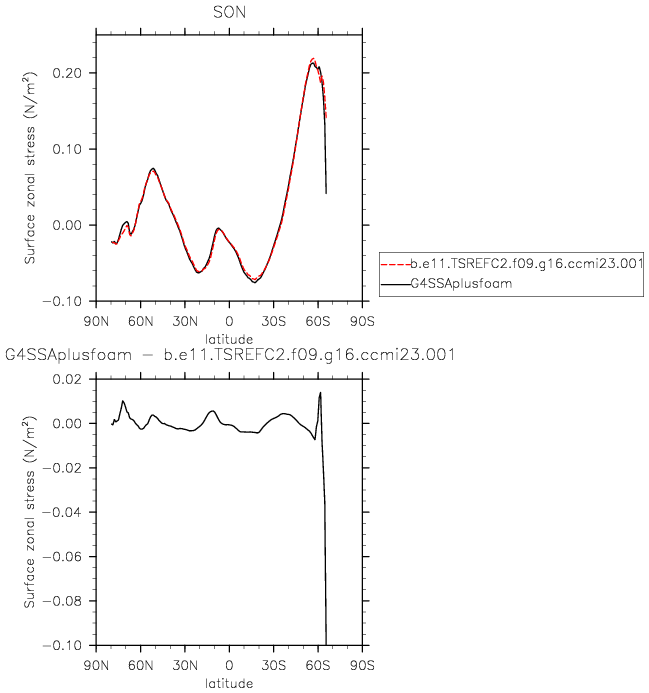 SON
Surface zonal stress (N/m²)
0.20
0.10
0.00
−0.10
90N 60N 30N 0 30S 60S 90S
latitude
b.e11.TSREFC2.f09.g16.ccmi23.001
G4SSAplusfoam
G4SSAplusfoam − b.e11.TSREFC2.f09.g16.ccmi23.001
Surface zonal stress (N/m²)
0.02
0.00
−0.02
−0.04
−0.06
−0.08
−0.10
90N 60N 30N 0 30S 60S 90S
latitude